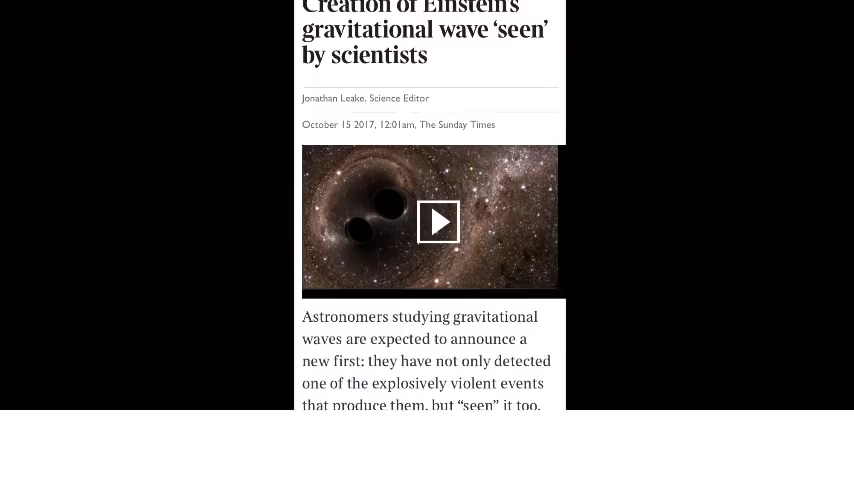 Creation of Einstein's
gravitational wave ‘seen’
by scientists
Jonathan Leake, Science Editor
October 15 2017, 12:01am, The Sunday Times
Astronomers studying gravitational
waves are expected to announce a
new first: they have not only detected
one of the explosively violent events
that produce them, but “seen” it too.